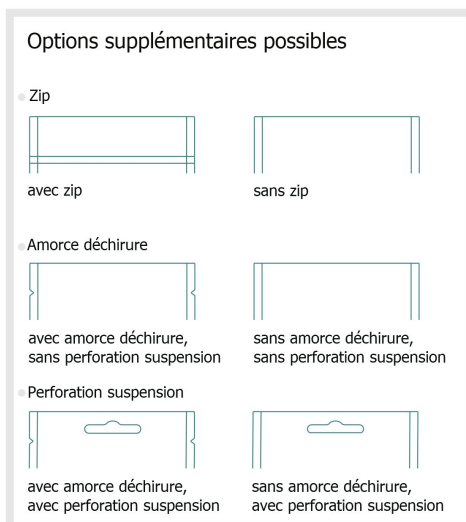 Options supplémentaires possibles
Zip
avec zip
sans zip
Amorce déchirure
avec amorce déchirure,
sans perforation suspension
sans amorce déchirure,
sans perforation suspension
Perforation suspension
avec amorce déchirure,
avec perforation suspension
sans amorce déchirure,
avec perforation suspension